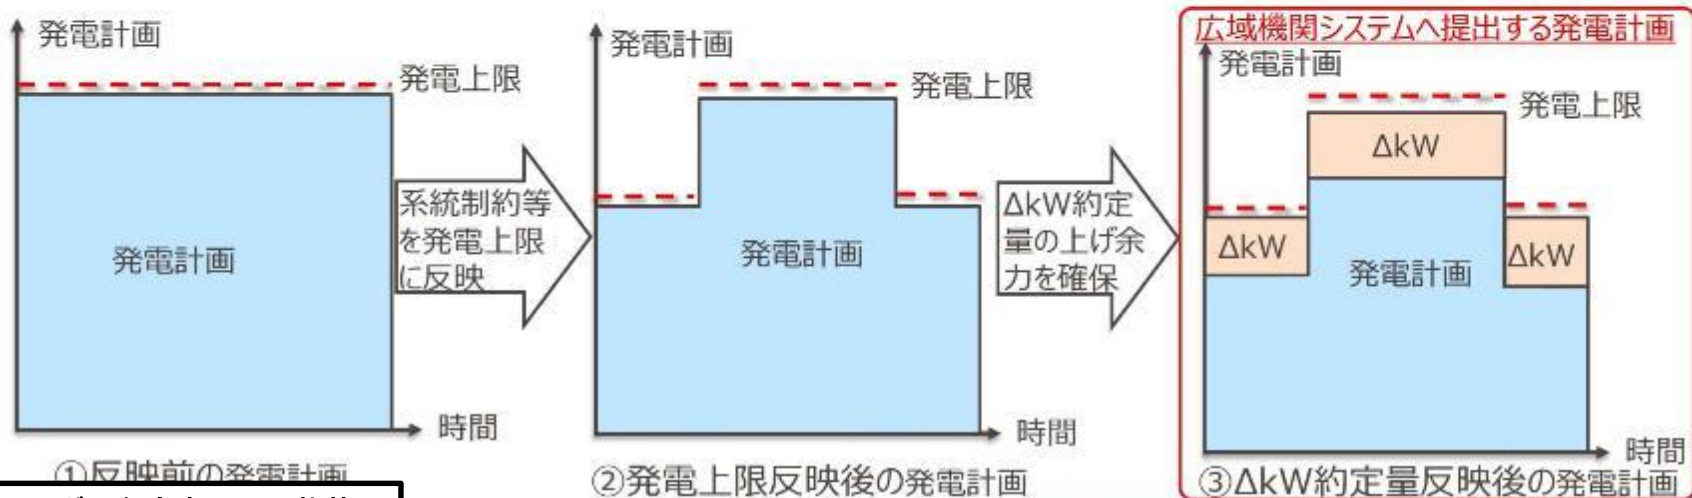 発電計画
発電上限
発電計画
時間
①反映前の発電計画
系統制約等
を発電上限
に反映
発電計画
発電上限
発電計画
時間
②発電上限反映後の発電計画
ΔkW約定
量の上げ余
力を確保
広域機関システムへ提出する発電計画
発電計画
発電上限
ΔkW
ΔkW
ΔkW
発電計画
時間
③ΔkW約定量反映後の発電計画